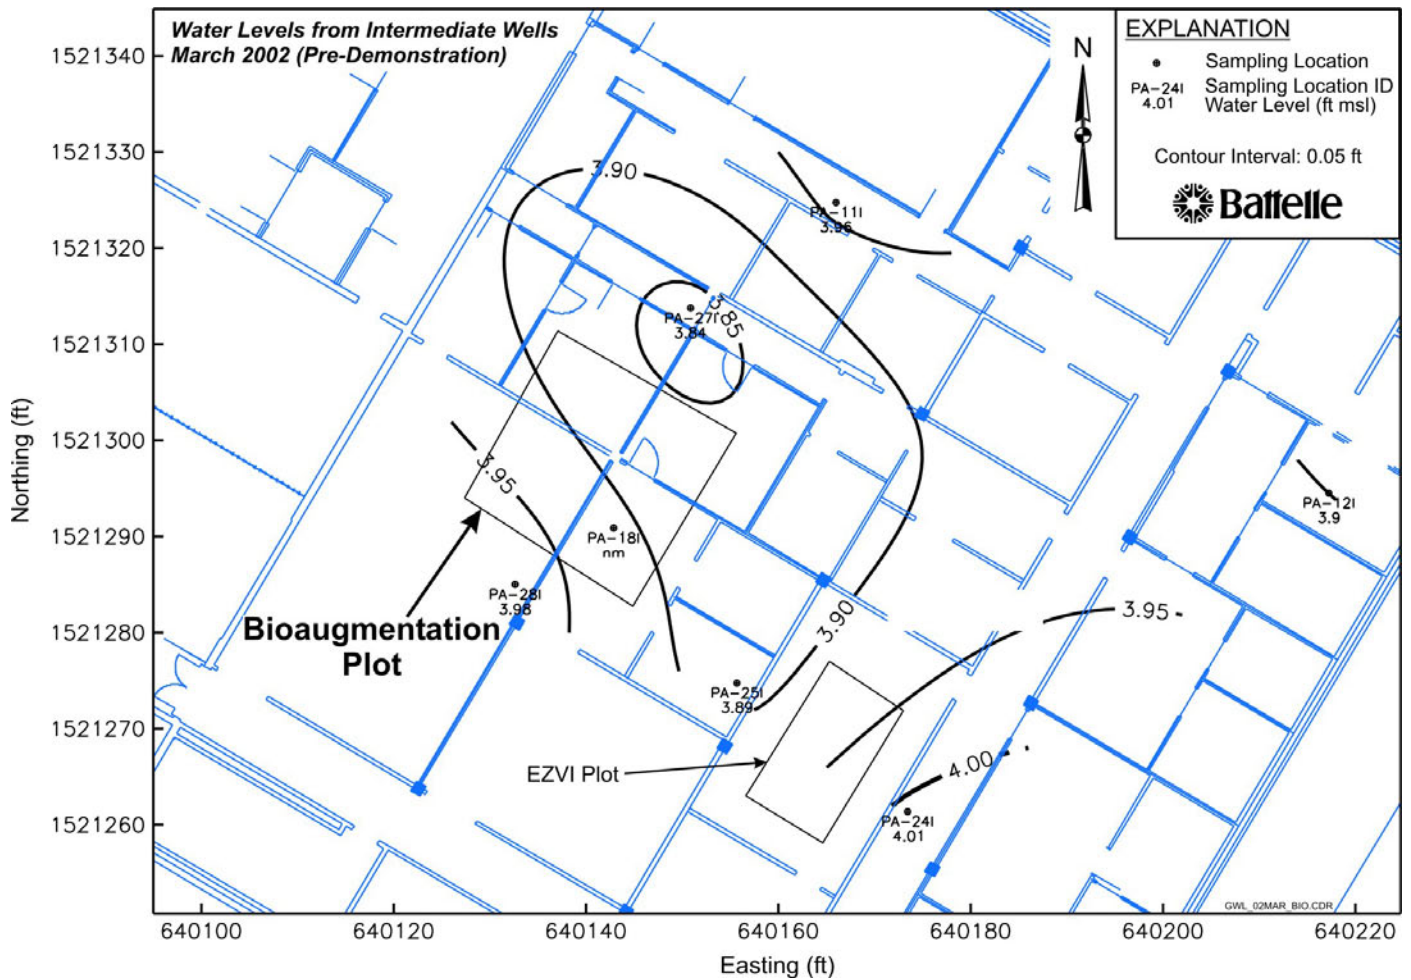 Water Levels from Intermediate Wells
March 2002 (Pre-Demonstration)
EXPLANATION
Sampling Location
PA-24I
4.01
Sampling Location ID
Water Level (ft msl)
Contour Interval: 0.05 ft
Battelle
N
1521340
1521330
1521320
1521310
1521300
1521290
1521280
1521270
1521260
Northing (ft)
3.90
PA-11I
3.96
3.85
PA-27I
3.84
3.95
PA-12I
3.9
PA-18I
nm
PA-28I
3.98
Bioaugmentation
Plot
3.90
3.95
PA-25I
3.89
EZVI Plot
4.00
PA-24I
4.01
GWL_02MAR_BIO.CDR
640100
640120
640140
640160
640180
640200
640220
Easting (ft)